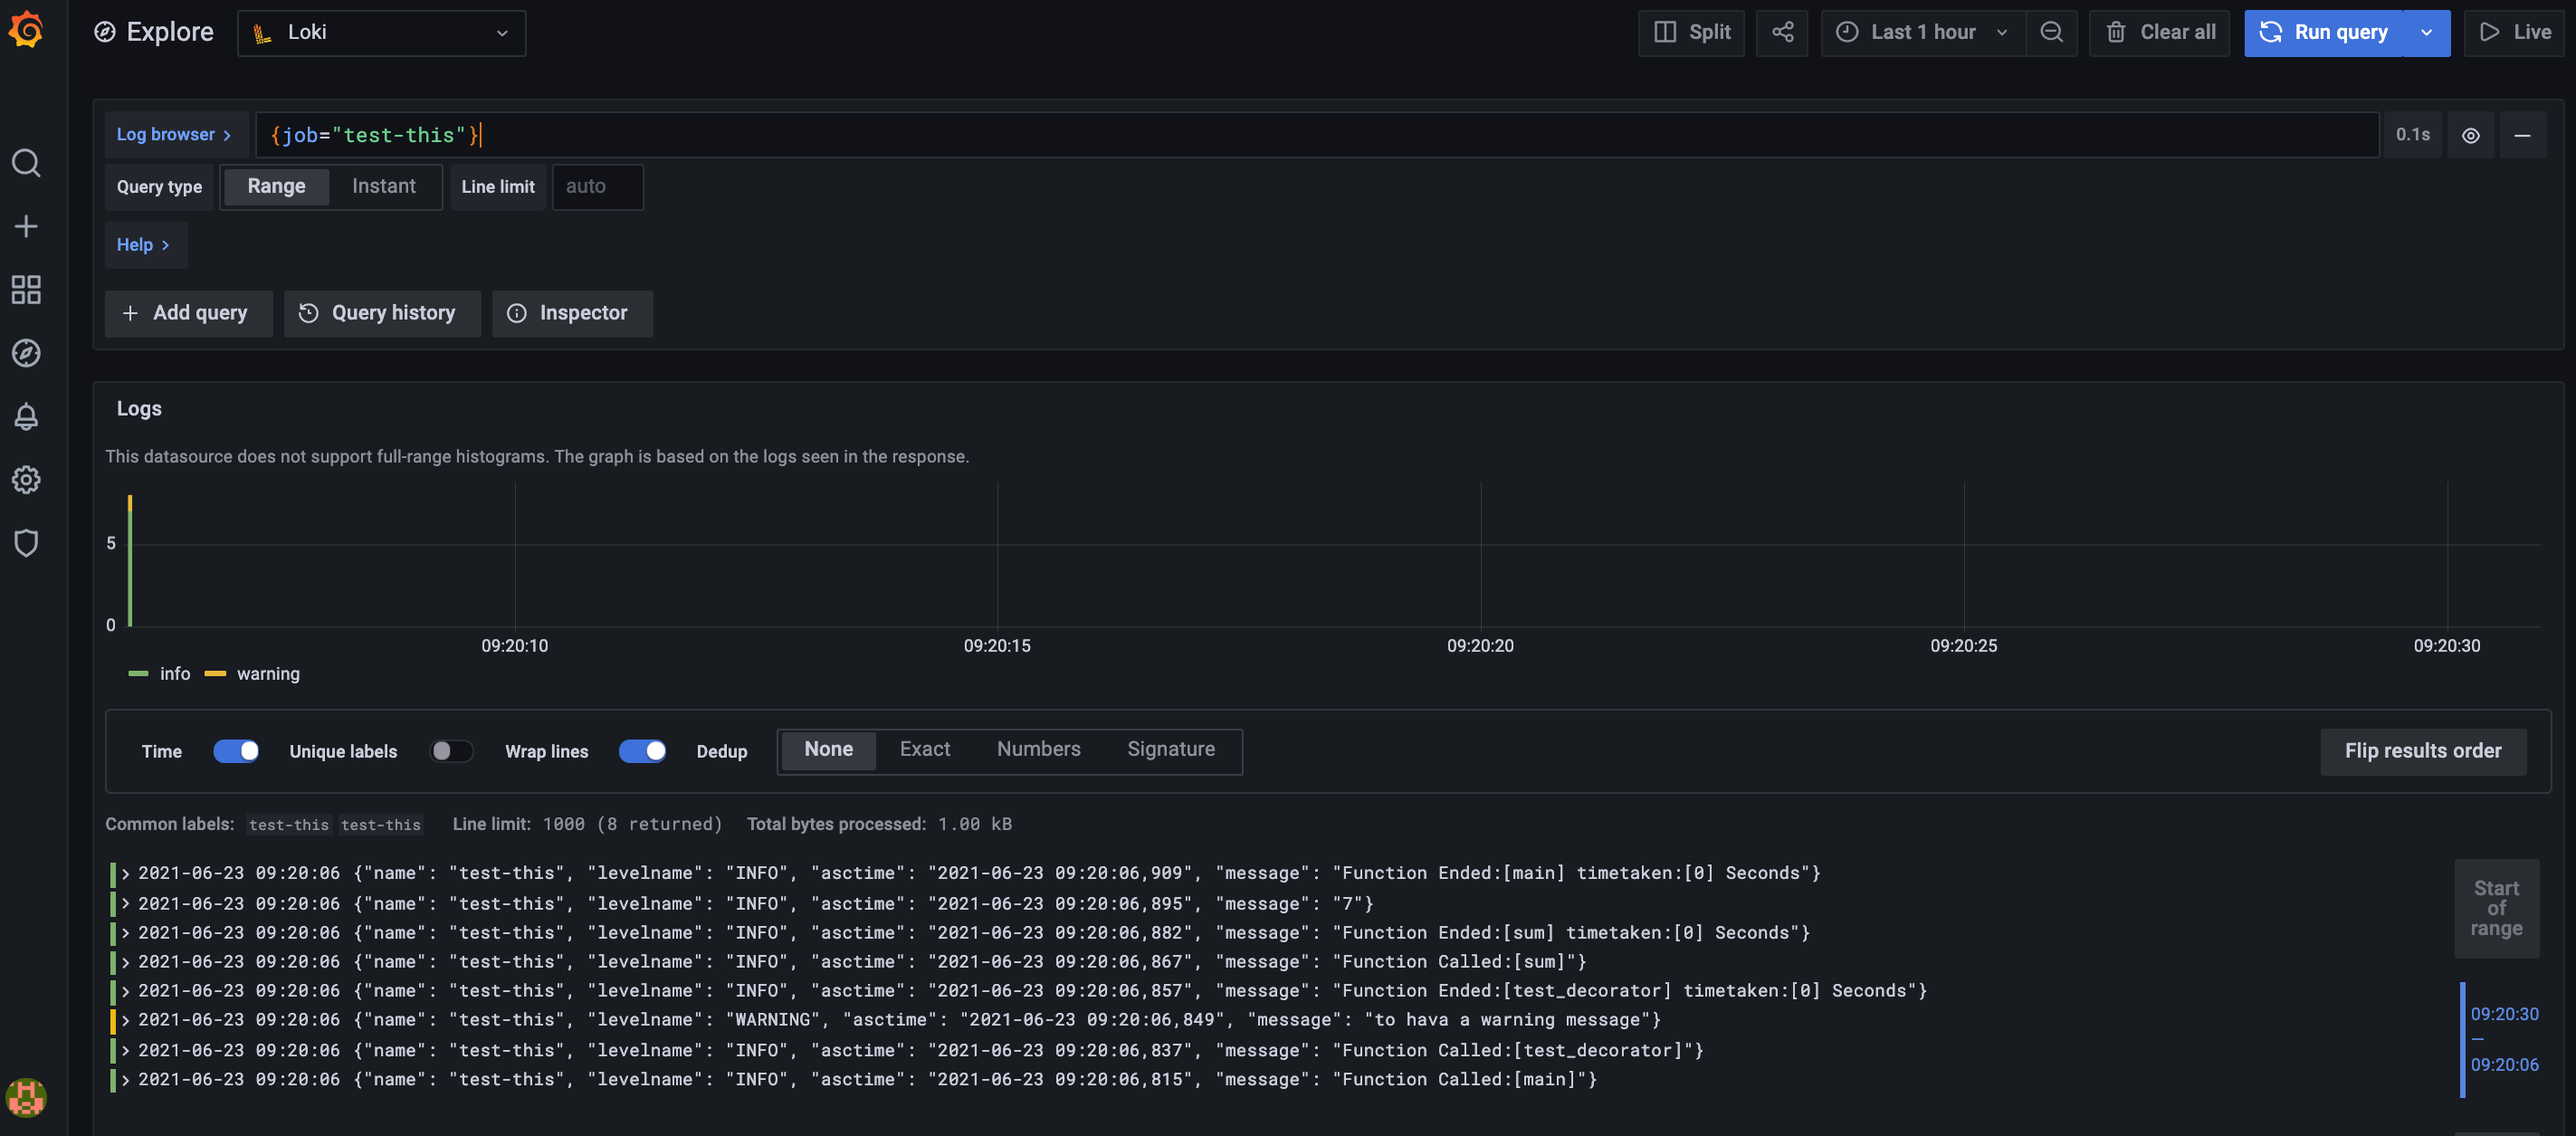 Explore Loki Split Last 1 hour Clear all Run query Live
Log browser > {job="test-this"} 0.1s
Query type Range Instant Line limit auto
Help >
+ Add query Query history Inspector
Logs
This datasource does not support full-range histograms. The graph is based on the logs seen in the response.
5
0
09:20:10 09:20:15 09:20:20 09:20:25 09:20:30
info warning
Time Unique labels Wrap lines Dedup None Exact Numbers Signature Flip results order
Common labels: test-this test-this Line limit: 1000 (8 returned) Total bytes processed: 1.00 kB
> 2021-06-23 09:20:06 {"name": "test-this", "levelname": "INFO", "asctime": "2021-06-23 09:20:06,909", "message": "Function Ended:[main] timetaken:[0] Seconds"}
> 2021-06-23 09:20:06 {"name": "test-this", "levelname": "INFO", "asctime": "2021-06-23 09:20:06,895", "message": "7"}
> 2021-06-23 09:20:06 {"name": "test-this", "levelname": "INFO", "asctime": "2021-06-23 09:20:06,882", "message": "Function Ended:[sum] timetaken:[0] Seconds"}
> 2021-06-23 09:20:06 {"name": "test-this", "levelname": "INFO", "asctime": "2021-06-23 09:20:06,867", "message": "Function Called:[sum]"}
> 2021-06-23 09:20:06 {"name": "test-this", "levelname": "INFO", "asctime": "2021-06-23 09:20:06,857", "message": "Function Ended:[test_decorator] timetaken:[0] Seconds"}
> 2021-06-23 09:20:06 {"name": "test-this", "levelname": "WARNING", "asctime": "2021-06-23 09:20:06,849", "message": "to hava a warning message"}
> 2021-06-23 09:20:06 {"name": "test-this", "levelname": "INFO", "asctime": "2021-06-23 09:20:06,837", "message": "Function Called:[test_decorator]"}
> 2021-06-23 09:20:06 {"name": "test-this", "levelname": "INFO", "asctime": "2021-06-23 09:20:06,815", "message": "Function Called:[main]"}
Start
of
range
09:20:30
—
09:20:06